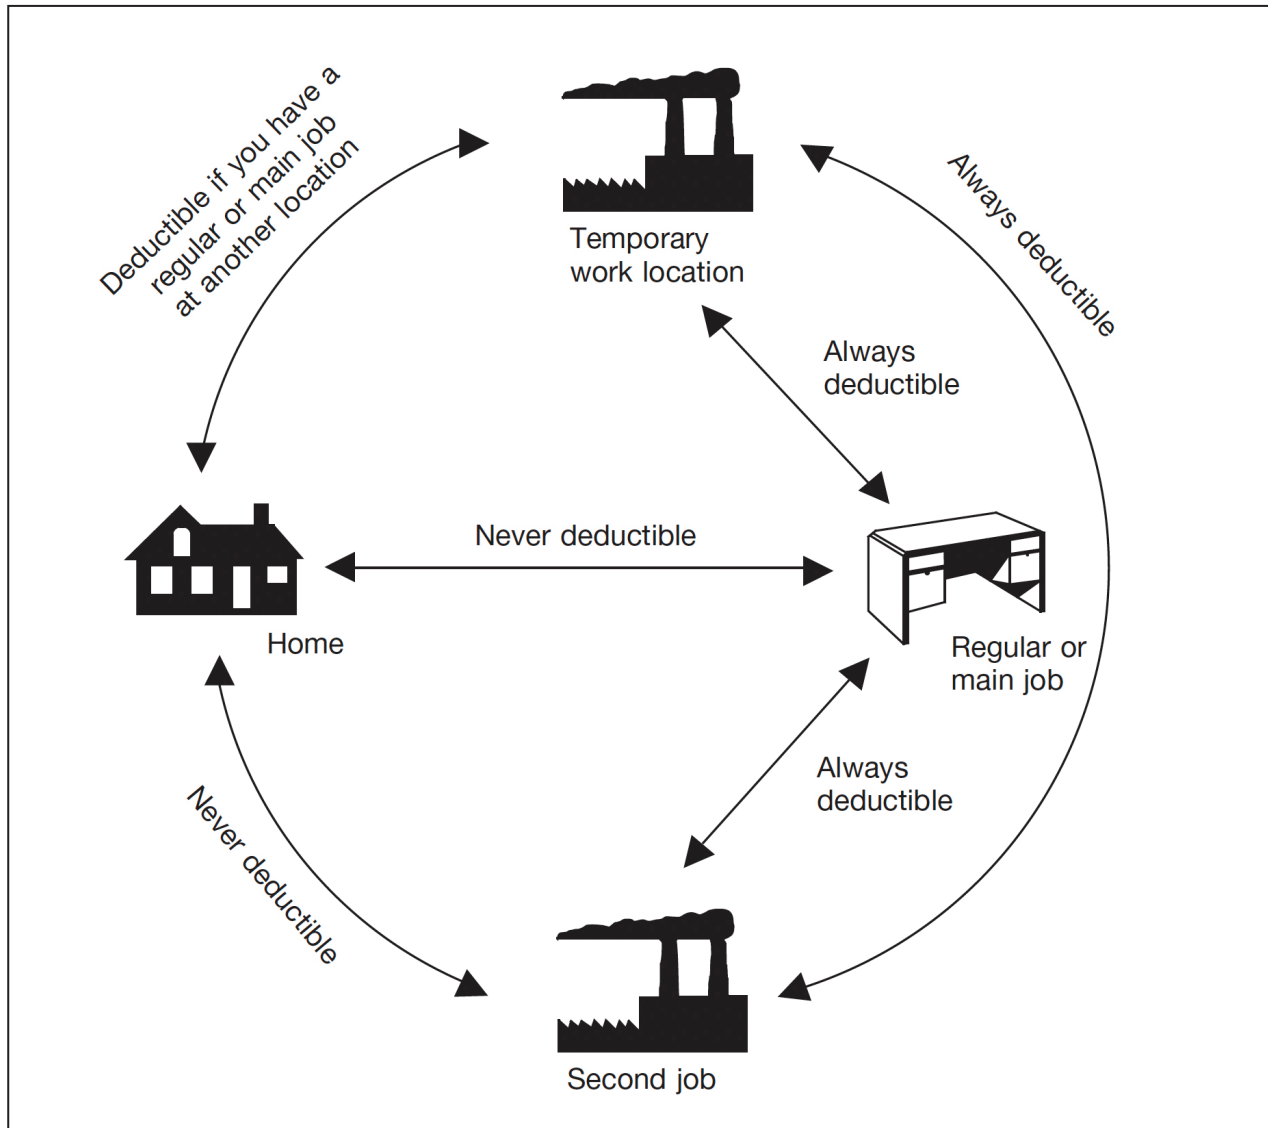 Deductible if you have a
regular or main job
at another location
Temporary
work location
Always deductible
Always
deductible
Never deductible
Home
Regular or
main job
Always
deductible
Never deductible
Second job